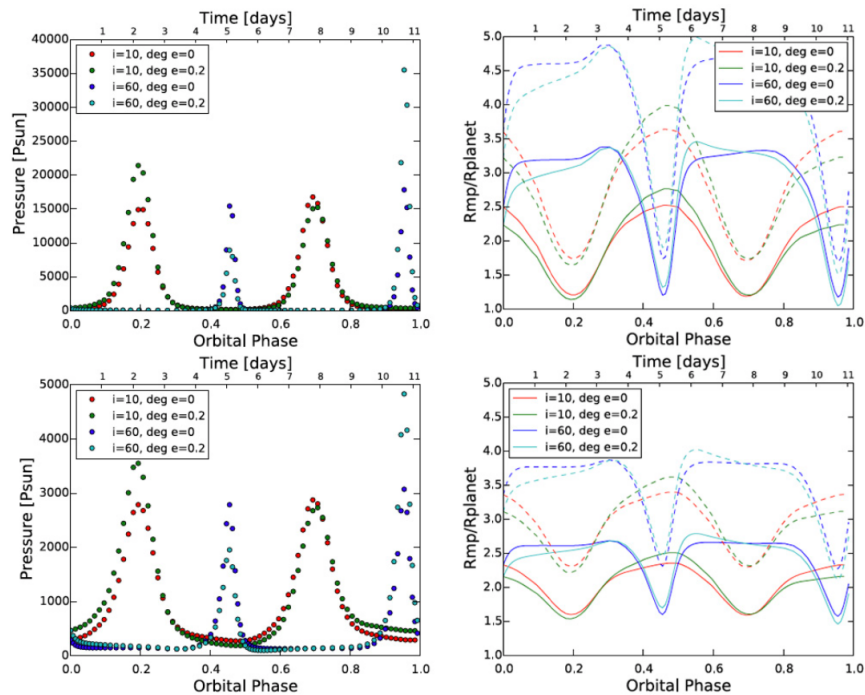 Time [days]
1 2 3 4 5 6 7 8 9 10 11
40000
35000
30000
25000
20000
15000
10000
5000
0
Pressure [Psun]
i=10, deg e=0
i=10, deg e=0.2
i=60, deg e=0
i=60, deg e=0.2
0.0 0.2 0.4 0.6 0.8 1.0
Orbital Phase
Time [days]
1 2 3 4 5 6 7 8 9 10 11
5.0
4.5
4.0
3.5
3.0
2.5
2.0
1.5
1.0
Rmp/Rplanet
i=10, deg e=0
i=10, deg e=0.2
i=60, deg e=0
i=60, deg e=0.2
0.0 0.2 0.4 0.6 0.8 1.0
Orbital Phase
Time [days]
1 2 3 4 5 6 7 8 9 10 11
5000
4000
3000
2000
1000
0
Pressure [Psun]
i=10, deg e=0
i=10, deg e=0.2
i=60, deg e=0
i=60, deg e=0.2
0.0 0.2 0.4 0.6 0.8 1.0
Orbital Phase
Time [days]
1 2 3 4 5 6 7 8 9 10 11
5.0
4.5
4.0
3.5
3.0
2.5
2.0
1.5
1.0
Rmp/Rplanet
i=10, deg e=0
i=10, deg e=0.2
i=60, deg e=0
i=60, deg e=0.2
0.0 0.2 0.4 0.6 0.8 1.0
Orbital Phase